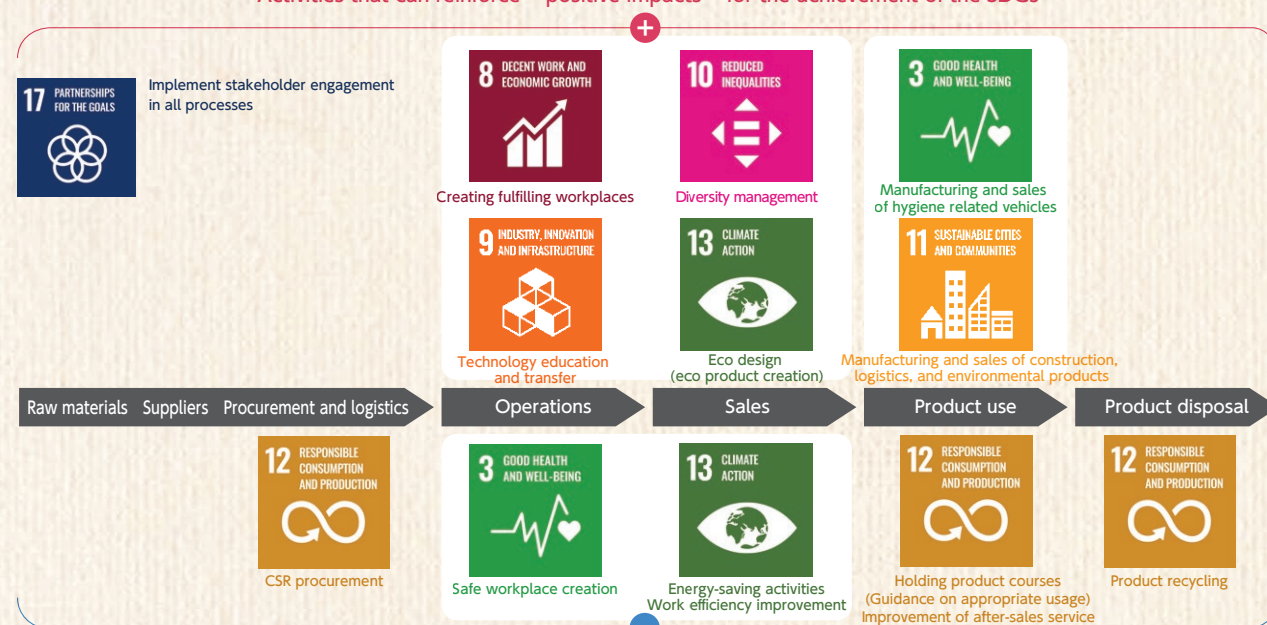 +
17 PARTNERSHIPS
FOR THE GOALS
Implement stakeholder engagement
in all processes
8 DECENT WORK AND
ECONOMIC GROWTH
Creating fulfilling workplaces
10 REDUCED
INEQUALITIES
Diversity management
3 GOOD HEALTH
AND WELL-BEING
Manufacturing and sales
of hygiene related vehicles
9 INDUSTRY, INNOVATION
AND INFRASTRUCTURE
Technology education
and transfer
13 CLIMATE
ACTION
Eco design
(eco product creation)
11 SUSTAINABLE CITIES
AND COMMUNITIES
Manufacturing and sales of construction,
logistics, and environmental products
Raw materials Suppliers Procurement and logistics
Operations
Sales
Product use
Product disposal
12 RESPONSIBLE
CONSUMPTION
AND PRODUCTION
CSR procurement
3 GOOD HEALTH
AND WELL-BEING
Safe workplace creation
13 CLIMATE
ACTION
Energy-saving activities
Work efficiency improvement
12 RESPONSIBLE
CONSUMPTION
AND PRODUCTION
Holding product courses
(Guidance on appropriate usage)
Improvement of after-sales service
12 RESPONSIBLE
CONSUMPTION
AND PRODUCTION
Product recycling